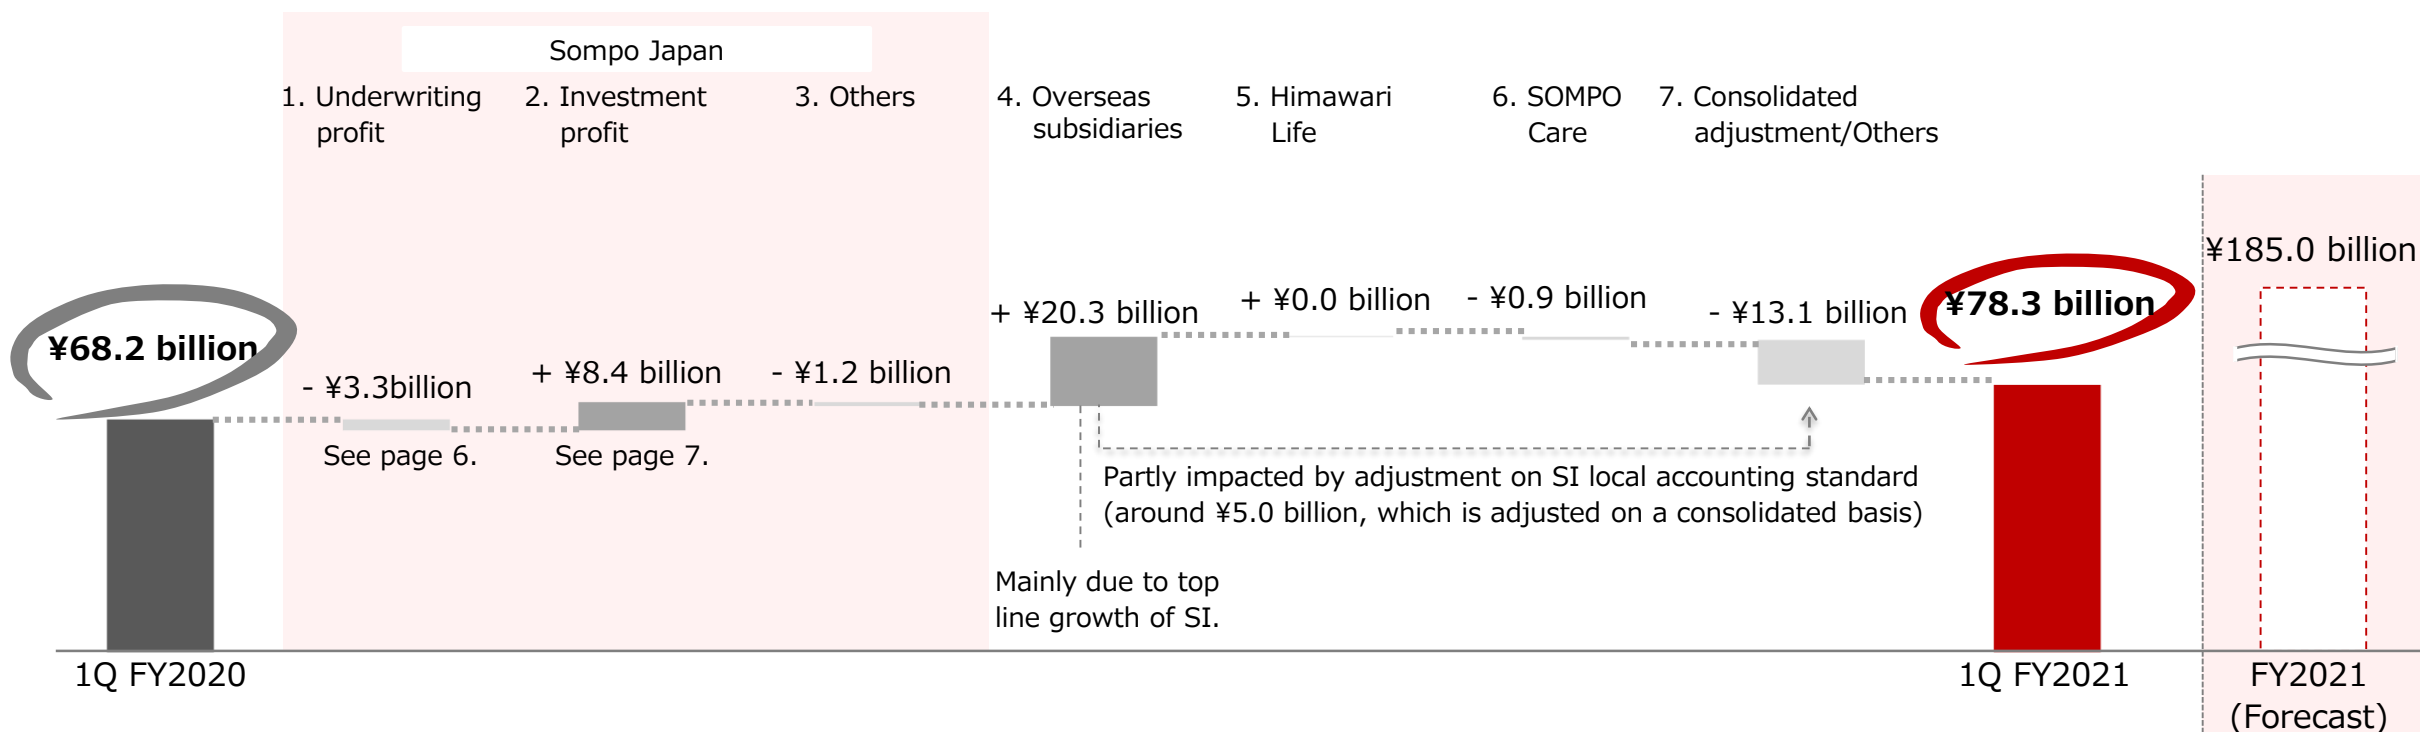 Sompo Japan
1. Underwriting
profit
2. Investment
profit
3. Others
4. Overseas
subsidiaries
5. Himawari
Life
6. SOMPO
Care
7. Consolidated
adjustment/Others
¥68.2 billion
- ¥3.3billion
+ ¥8.4 billion
- ¥1.2 billion
+ ¥20.3 billion
+ ¥0.0 billion
- ¥0.9 billion
- ¥13.1 billion
¥78.3 billion
¥185.0 billion
See page 6.
See page 7.
Partly impacted by adjustment on SI local accounting standard
(around ¥5.0 billion, which is adjusted on a consolidated basis)
Mainly due to top
line growth of SI.
1Q FY2020
1Q FY2021
FY2021
(Forecast)